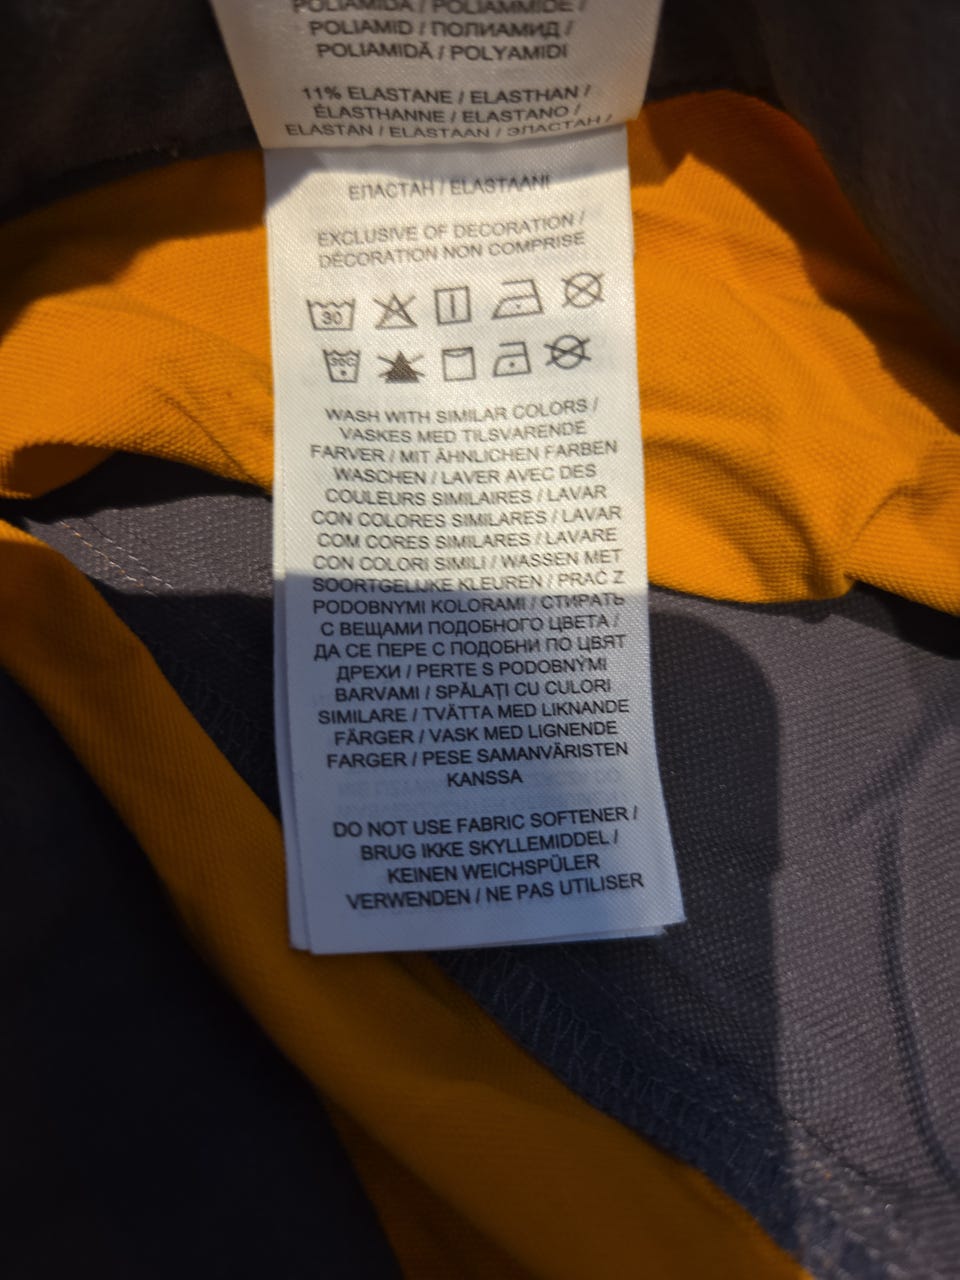 POLIAMIDA / POLIAMMIDE /
POLIAMID / ПОЛИАМИД /
POLIAMIDĂ / POLYAMIDI
11% ELASTANE / ELASTHAN /
ÉLASTHANNE / ELASTANO /
ELASTAN / ELASTAAN / ЭЛАСТАН /
ЕЛАСТАН / ELASTAANI
EXCLUSIVE OF DECORATION /
DÉCORATION NON COMPRISE
30
30C
WASH WITH SIMILAR COLORS /
VASKES MED TILSVARENDE
FARVER / MIT ÄHNLICHEN FARBEN
WASCHEN / LAVER AVEC DES
COULEURS SIMILAIRES / LAVAR
CON COLORES SIMILARES / LAVAR
COM CORES SIMILARES / LAVARE
CON COLORI SIMILI / WASSEN MET
SOORTGELIJKE KLEUREN / PRAĆ Z
PODOBNYMI KOLORAMI / СТИРАТЬ
С ВЕЩАМИ ПОДОБНОГО ЦВЕТА /
ДА СЕ ПЕРЕ С ПОДОБНИ ПО ЦВЯТ
ДРЕХИ / PERTE S PODOBNÝMI
BARVAMI / SPĂLAȚI CU CULORI
SIMILARE / TVÄTTA MED LIKNANDE
FÄRGER / VASK MED LIGNENDE
FARGER / PESE SAMANVÄRISTEN
KANSSA
DO NOT USE FABRIC SOFTENER /
BRUG IKKE SKYLLEMIDDEL /
KEINEN WEICHSPÜLER
VERWENDEN / NE PAS UTILISER